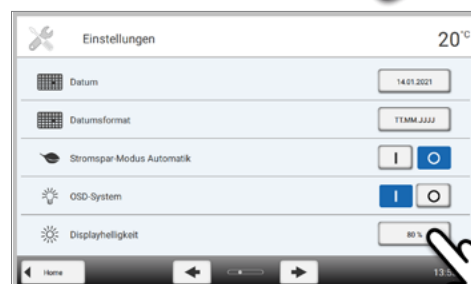 Einstellungen
20°C
Datum
14.01.2021
Datumsformat
TT.MM.JJJJ
Stromspar-Modus Automatik
I O
OSD-System
I O
Displayhelligkeit
80 %
Home